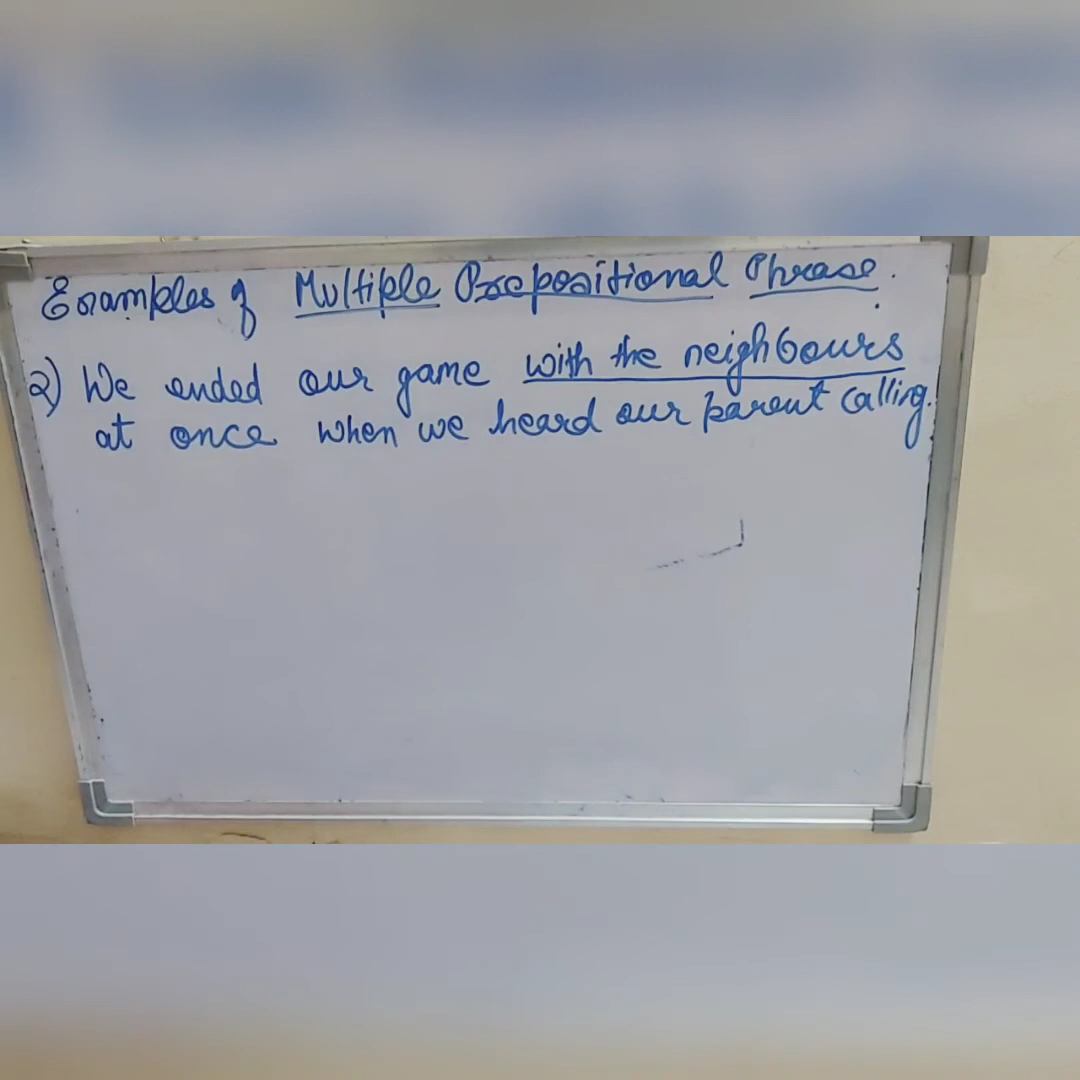 Examples of Multiple Prepositional Phrase.
2) We ended our game with the neighbours
at once when we heard our parent calling.